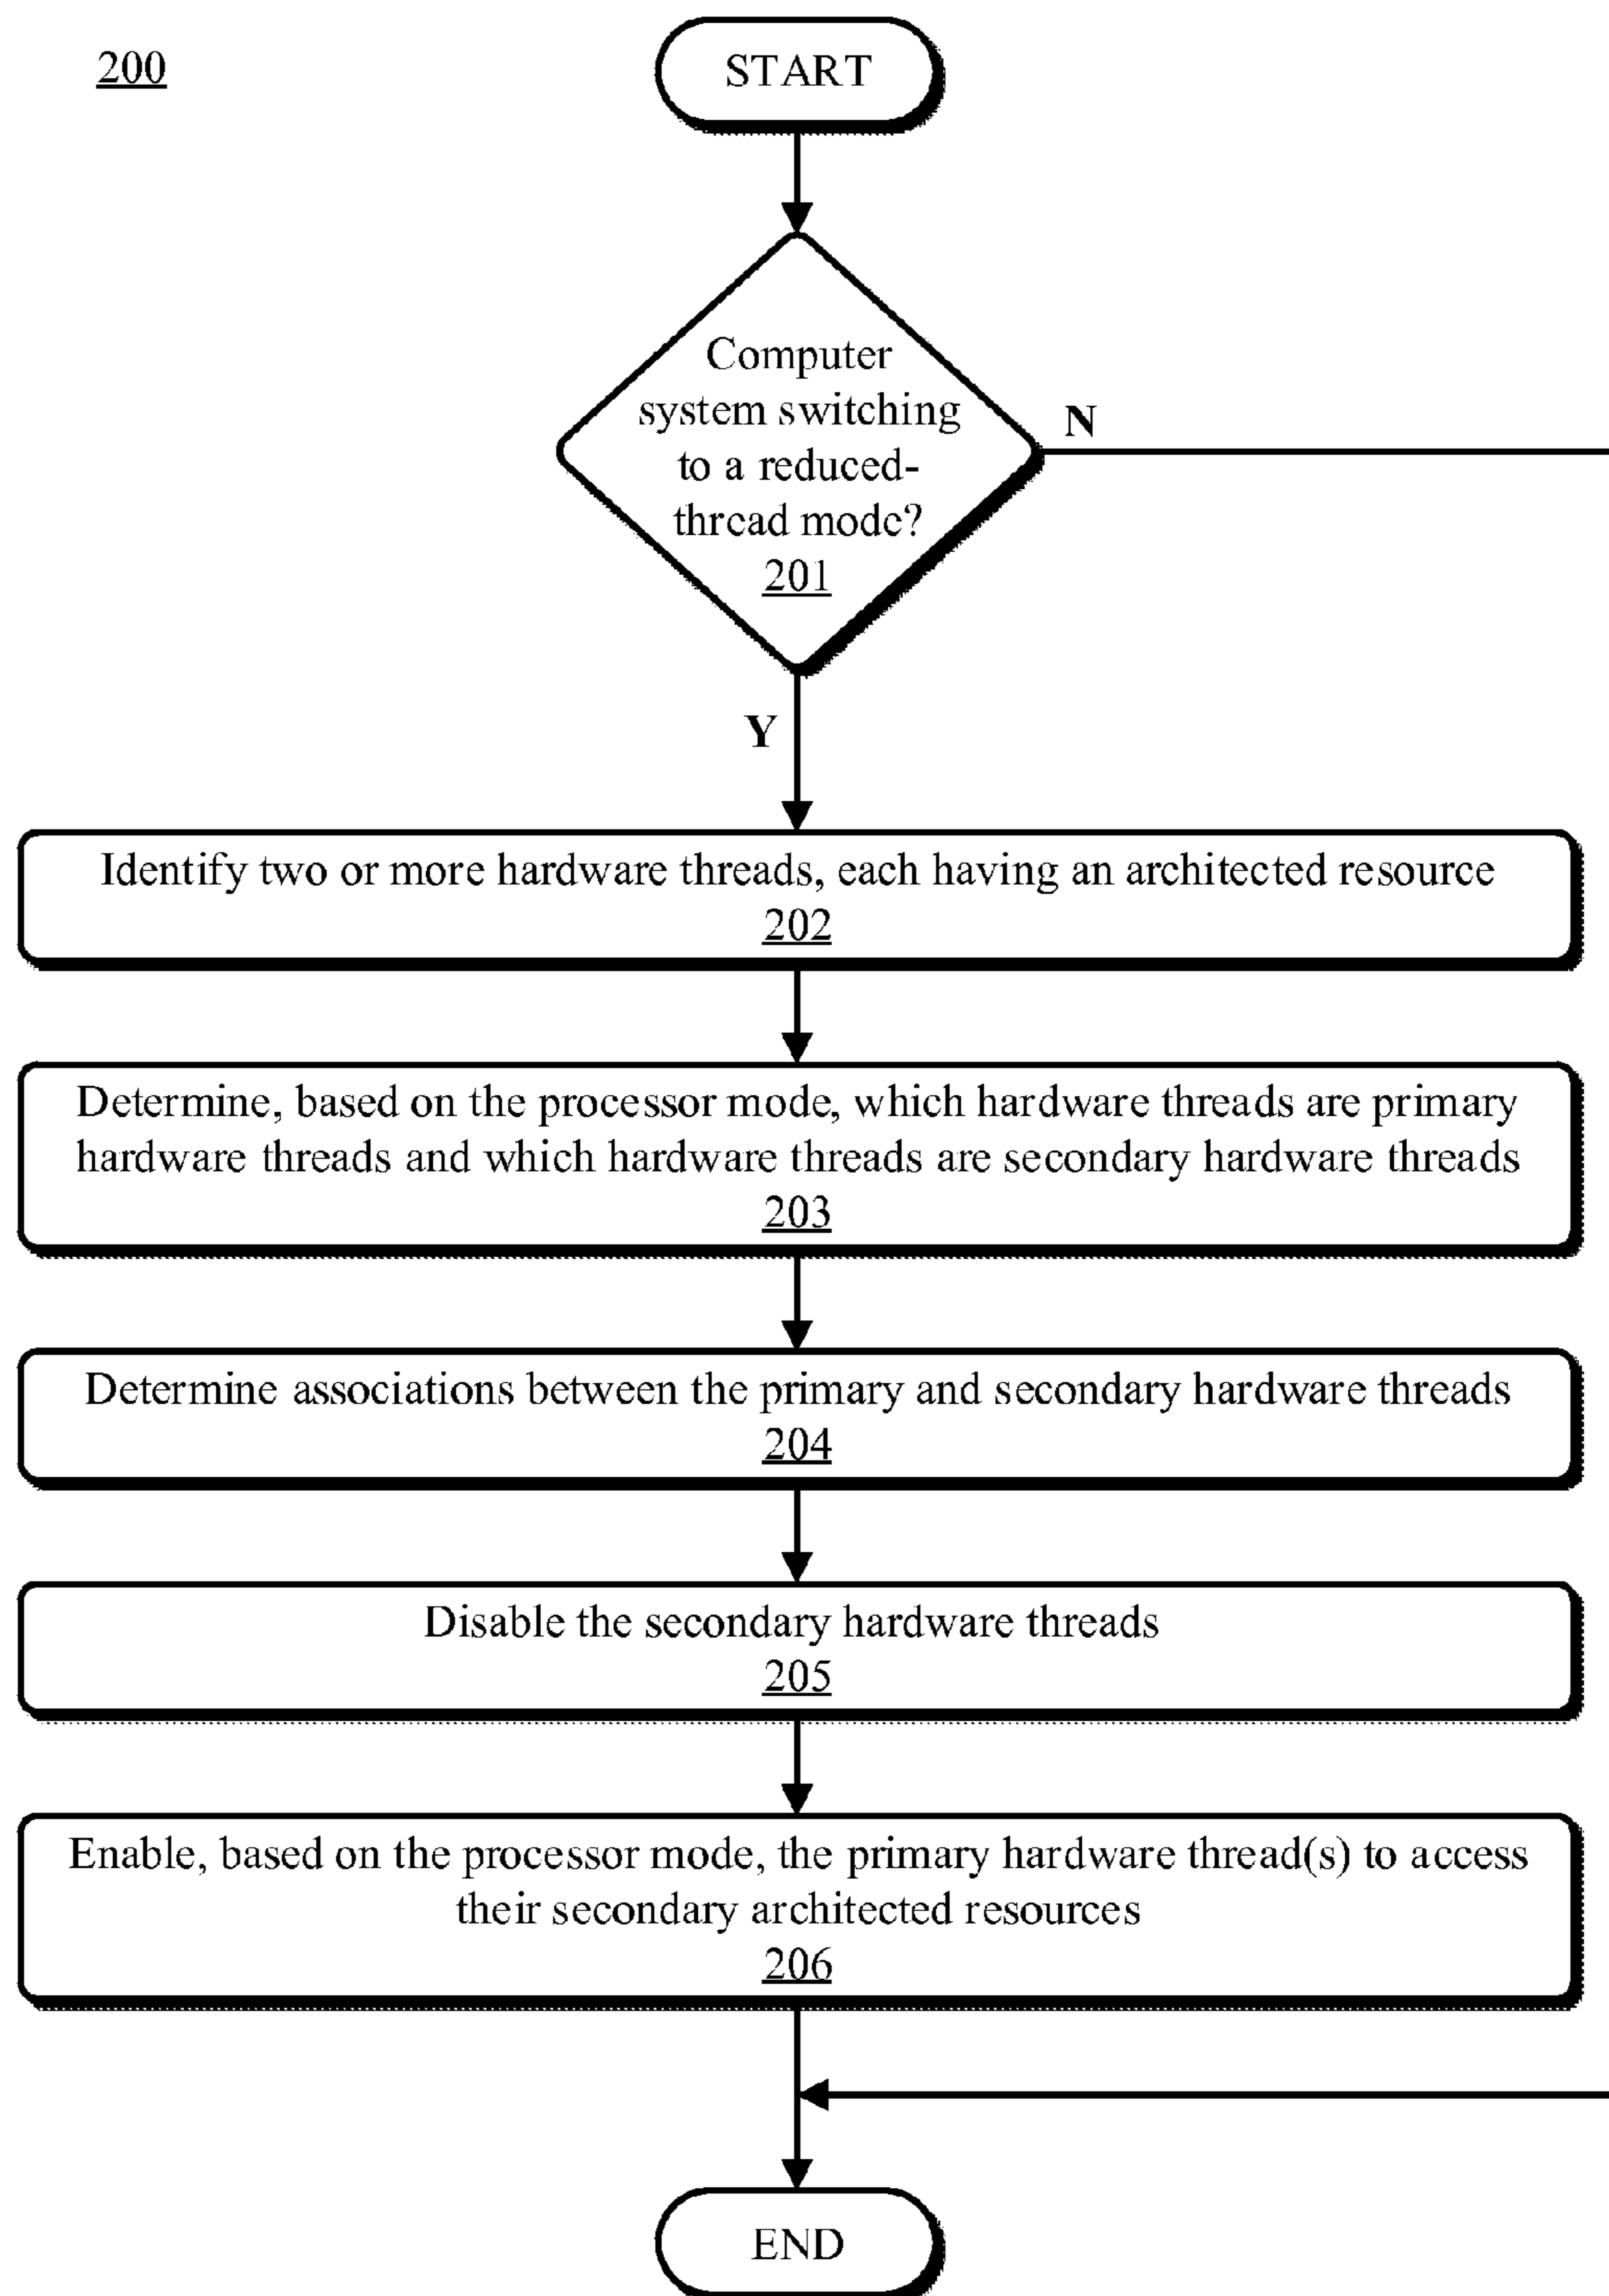 200
START
Computer
system switching
to a reduced-
thread mode?
201
N
Y
Identify two or more hardware threads, each having an architected resource
202
Determine, based on the processor mode, which hardware threads are primary
hardware threads and which hardware threads are secondary hardware threads
203
Determine associations between the primary and secondary hardware threads
204
Disable the secondary hardware threads
205
Enable, based on the processor mode, the primary hardware thread(s) to access
their secondary architected resources
206
END